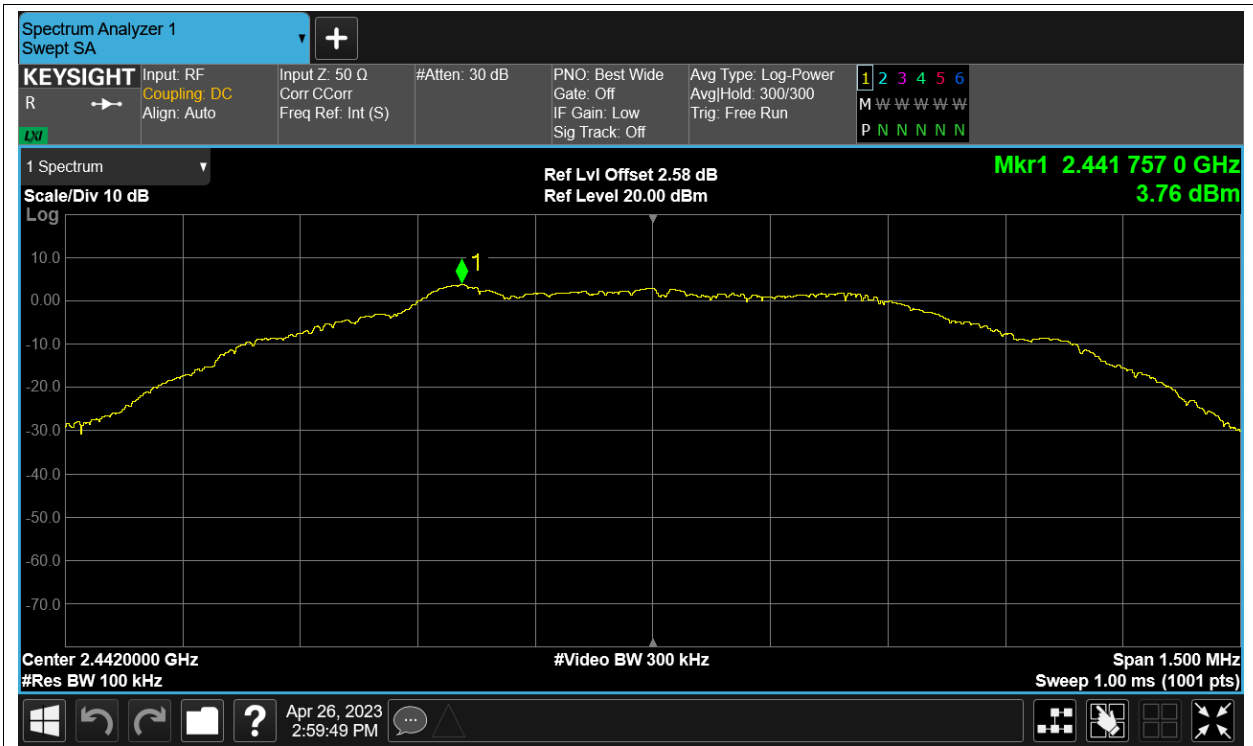 Spectrum Analyzer 1
Swept SA
KEYSIGHT
R
LXI
Input: RF
Coupling: DC
Align: Auto
Input Z: 50 Ω
Corr CCorr
Freq Ref: Int (S)
#Atten: 30 dB
PNO: Best Wide
Gate: Off
IF Gain: Low
Sig Track: Off
Avg Type: Log-Power
Avg|Hold: 300/300
Trig: Free Run
1 2 3 4 5 6
M W W W W W
P N N N N N
1 Spectrum
Scale/Div 10 dB
Log
Ref Lvl Offset 2.58 dB
Ref Level 20.00 dBm
Mkr1 2.441 757 0 GHz
3.76 dBm
1
10.0
0.00
-10.0
-20.0
-30.0
-40.0
-50.0
-60.0
-70.0
Center 2.4420000 GHz
#Res BW 100 kHz
#Video BW 300 kHz
Span 1.500 MHz
Sweep 1.00 ms (1001 pts)
?
Apr 26, 2023
2:59:49 PM